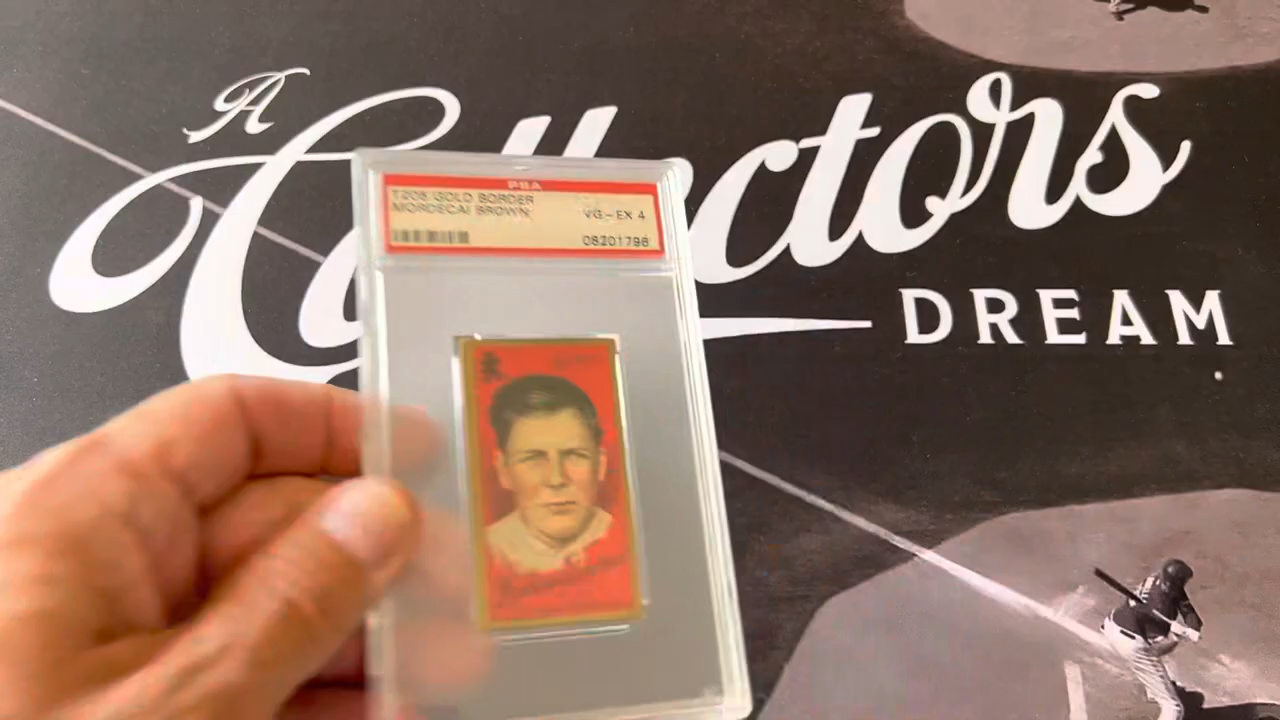 A
Collectors
DREAM
PSA
T205 GOLD BORDER
MORDECAI BROWN
VG-EX 4
08201798